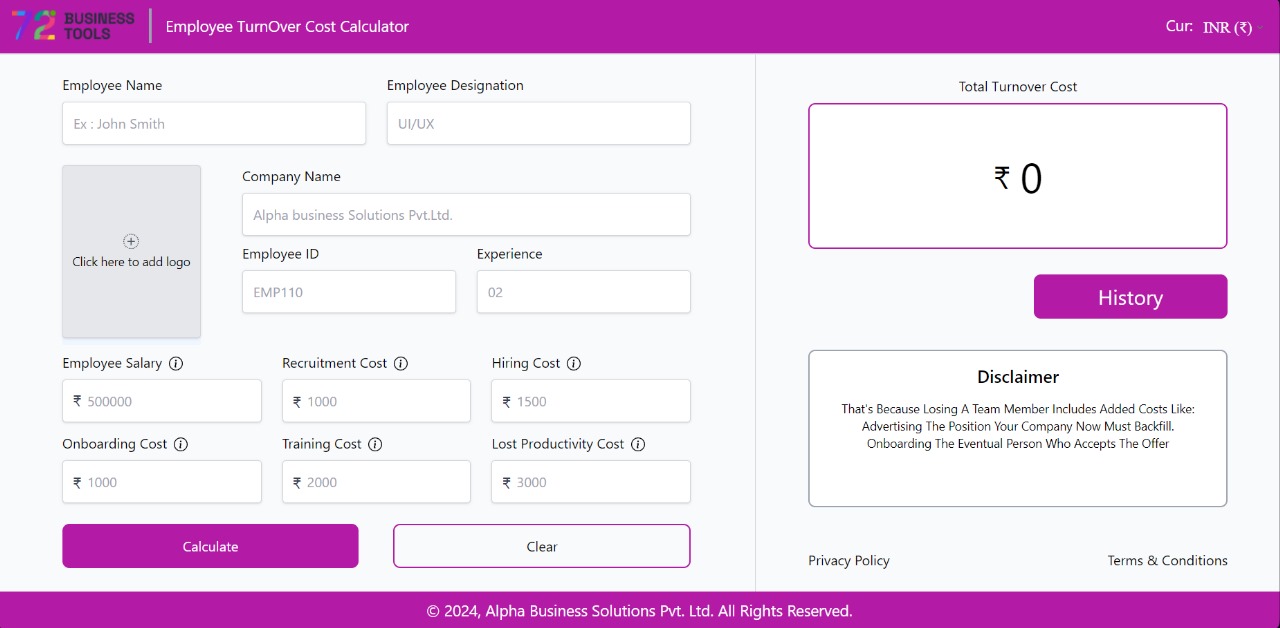 72 BUSINESS TOOLS
Employee TurnOver Cost Calculator
Cur: INR (₹)
Employee Name
Employee Designation
Ex : John Smith
UI/UX
Click here to add logo
Company Name
Alpha business Solutions Pvt.Ltd.
Employee ID
Experience
EMP110
02
Employee Salary
Recruitment Cost
Hiring Cost
₹ 500000
₹ 1000
₹ 1500
Onboarding Cost
Training Cost
Lost Productivity Cost
₹ 1000
₹ 2000
₹ 3000
Calculate
Clear
Total Turnover Cost
₹ 0
History
Disclaimer
That's Because Losing A Team Member Includes Added Costs Like:
Advertising The Position Your Company Now Must Backfill.
Onboarding The Eventual Person Who Accepts The Offer
Privacy Policy
Terms & Conditions
© 2024, Alpha Business Solutions Pvt. Ltd. All Rights Reserved.